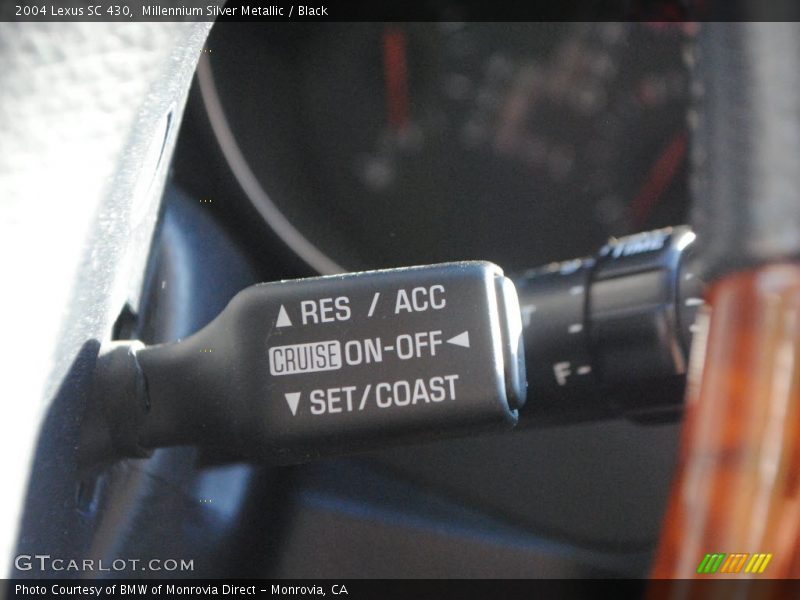 2004 Lexus SC 430,  Millennium Silver Metallic / Black
▲ RES / ACC
CRUISE ON-OFF ◄
▼ SET/COAST
F -
GTCARLOT.COM
Photo Courtesy of BMW of Monrovia Direct - Monrovia, CA